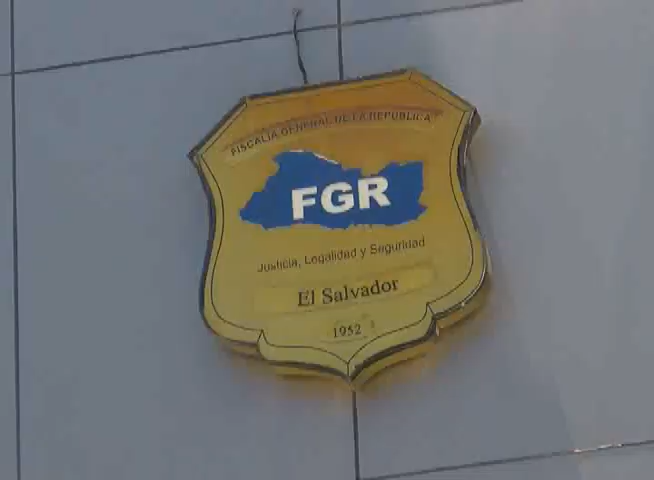 FISCALIA GENERAL DE LA REPUBLICA
FGR
Justicia, Legalidad y Seguridad
El Salvador
1952